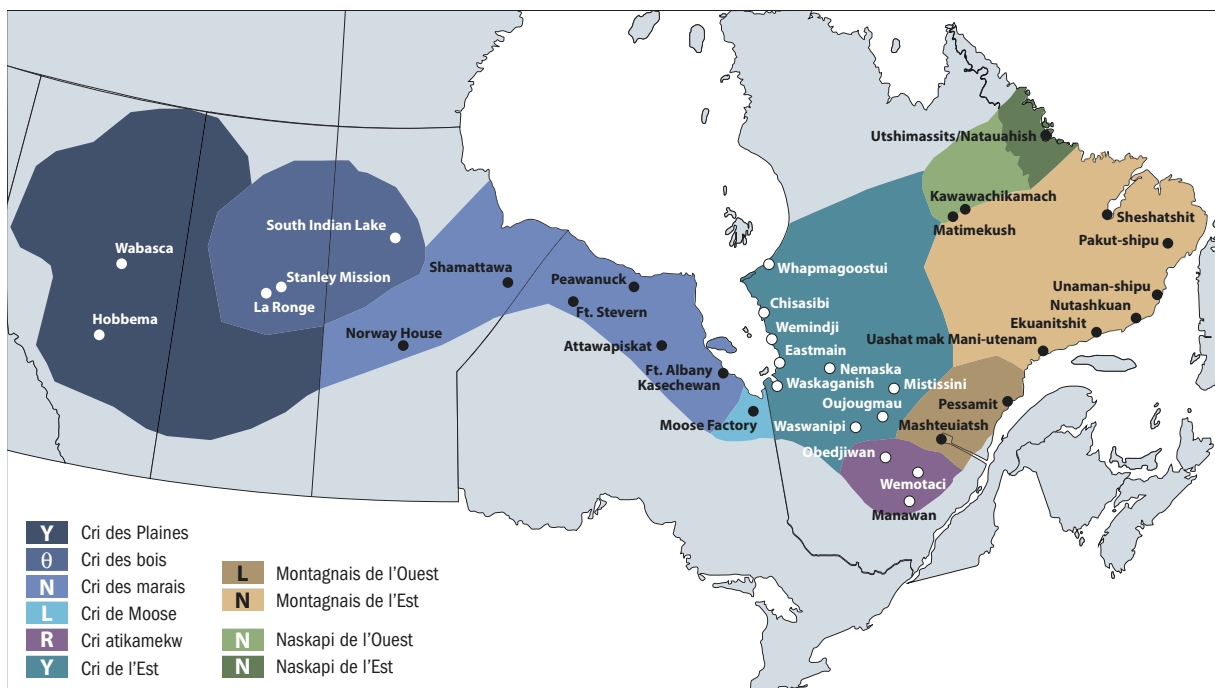 Utshimassits/Natauahish
Kawawachikamach
Matimekush
Sheshatshit
Pakut-shipu
South Indian Lake
Wabasca
Stanley Mission
La Ronge
Hobbema
Shamattawa
Norway House
Peawanuck
Ft. Stevern
Attawapiskat
Ft. Albany
Kasechewan
Moose Factory
Whapmagoostui
Chisasibi
Wemindji
Eastmain
Nemaska
Waskaganish
Mistissini
Oujougmau
Waswanipi
Unaman-shipu
Nutashkuan
Ekuanitshit
Uashat mak Mani-utenam
Pessamit
Mashteuiatsh
Obedjiwan
Wemotaci
Manawan
Y Cri des Plaines
θ Cri des bois
N Cri des marais
L Cri de Moose
R Cri atikamekw
Y Cri de l’Est
L Montagnais de l’Ouest
N Montagnais de l’Est
N Naskapi de l’Ouest
N Naskapi de l’Est